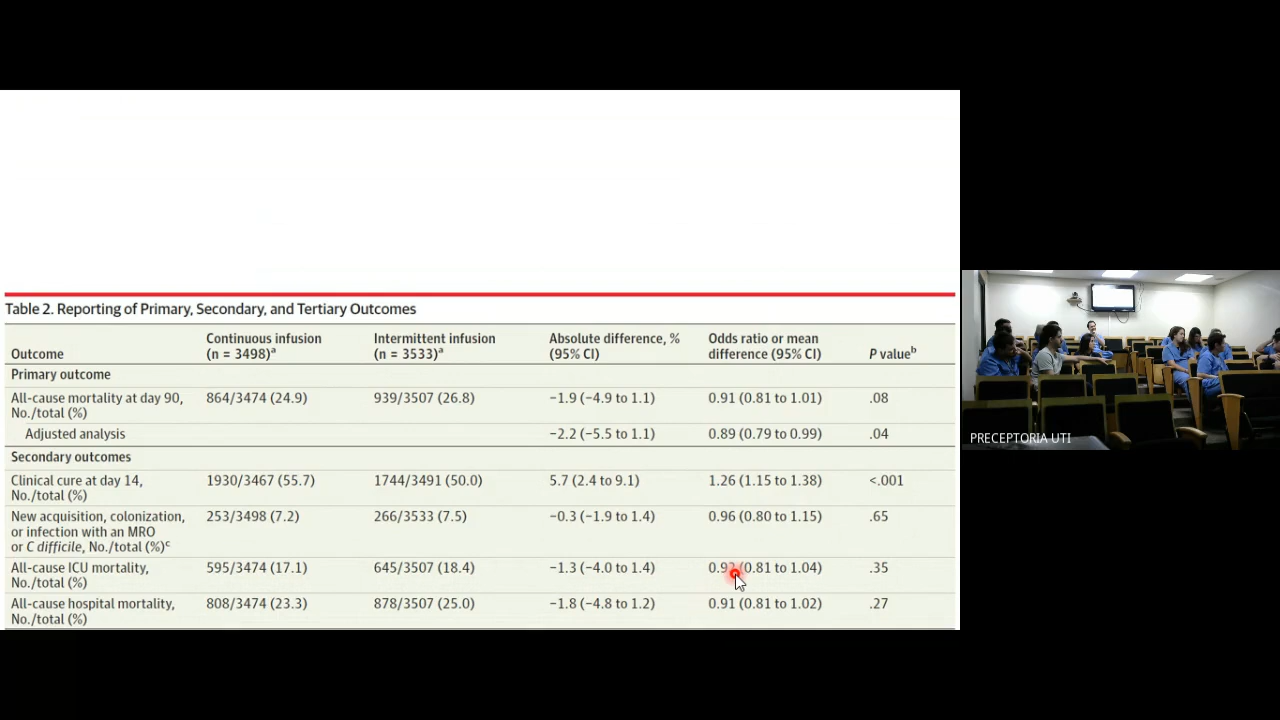 Table 2. Reporting of Primary, Secondary, and Tertiary Outcomes
Outcome Continuous infusion (n = 3498)a Intermittent infusion (n = 3533)a Absolute difference, % (95% CI) Odds ratio or mean difference (95% CI) P valueb
Primary outcome
All-cause mortality at day 90, No./total (%) 864/3474 (24.9) 939/3507 (26.8) −1.9 (−4.9 to 1.1) 0.91 (0.81 to 1.01) .08
Adjusted analysis −2.2 (−5.5 to 1.1) 0.89 (0.79 to 0.99) .04
Secondary outcomes
Clinical cure at day 14, No./total (%) 1930/3467 (55.7) 1744/3491 (50.0) 5.7 (2.4 to 9.1) 1.26 (1.15 to 1.38) <.001
New acquisition, colonization, or infection with an MRO or C difficile, No./total (%)c 253/3498 (7.2) 266/3533 (7.5) −0.3 (−1.9 to 1.4) 0.96 (0.80 to 1.15) .65
All-cause ICU mortality, No./total (%) 595/3474 (17.1) 645/3507 (18.4) −1.3 (−4.0 to 1.4) (0.81 to 1.04) .35
All-cause hospital mortality, No./total (%) 808/3474 (23.3) 878/3507 (25.0) −1.8 (−4.8 to 1.2) 0.91 (0.81 to 1.02) .27
PRECEPTORIA UTI